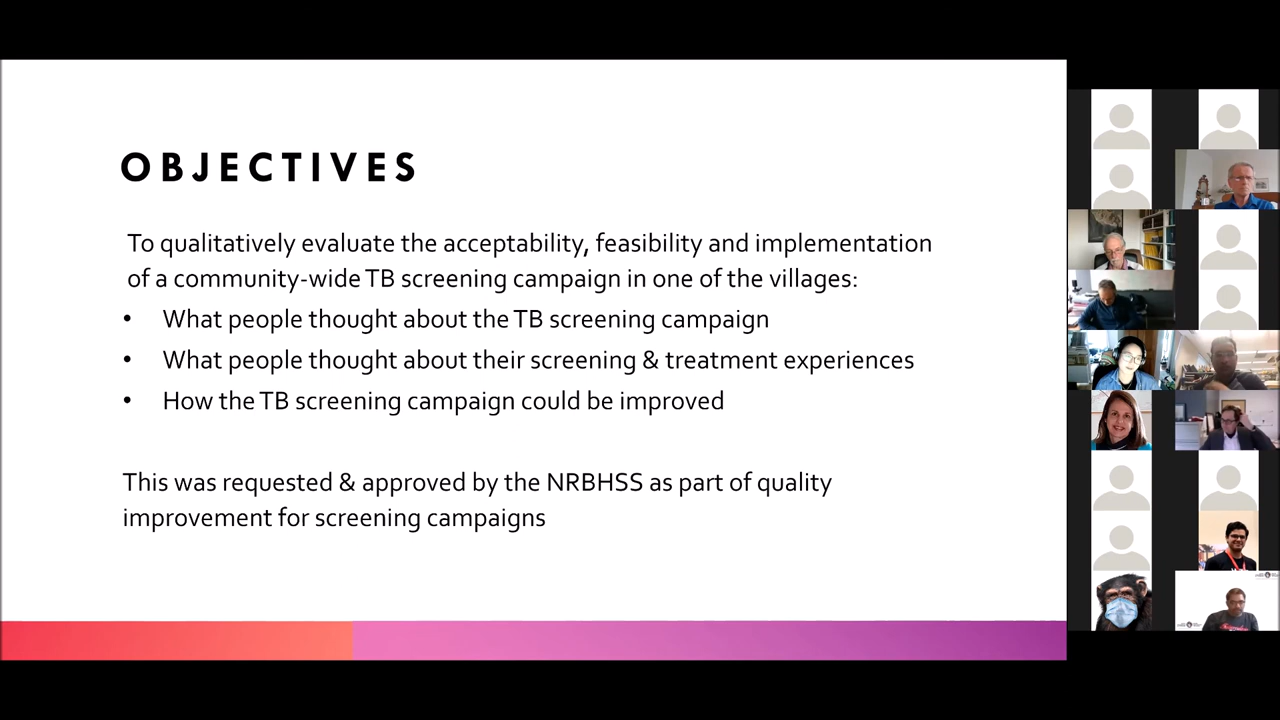 OBJECTIVES
To qualitatively evaluate the acceptability, feasibility and implementation
of a community-wide TB screening campaign in one of the villages:
• What people thought about the TB screening campaign
• What people thought about their screening & treatment experiences
• How the TB screening campaign could be improved
This was requested & approved by the NRBHSS as part of quality
improvement for screening campaigns